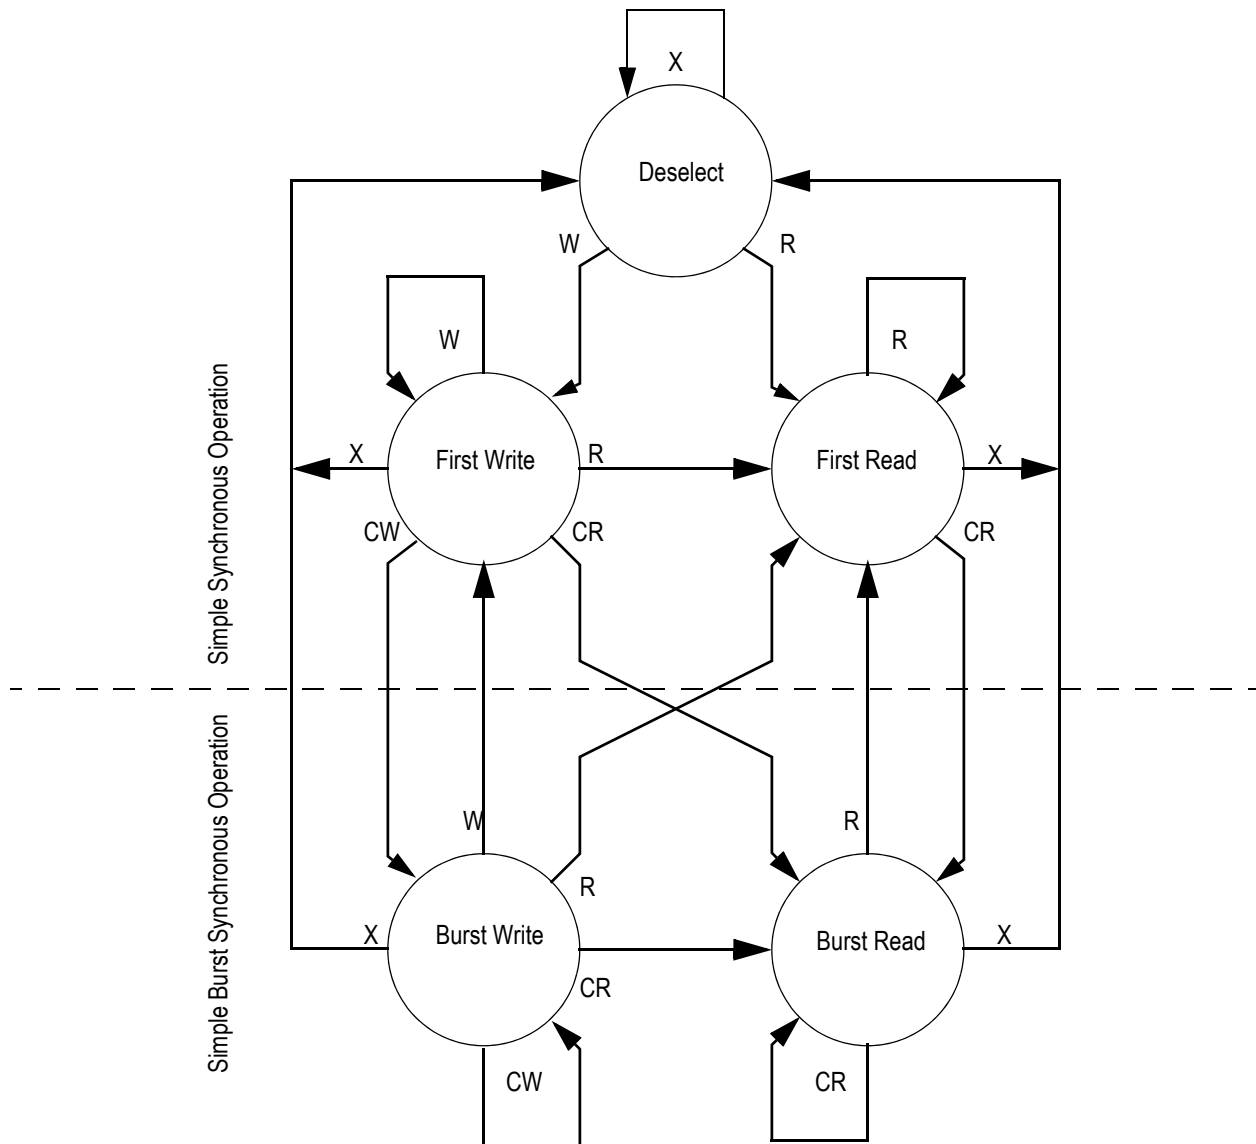 X
Deselect
W
R
W
R
Simple Synchronous Operation
X
First Write
R
First Read
X
CW
CR
CR
Simple Burst Synchronous Operation
W
R
R
X
Burst Write
Burst Read
X
CR
CW
CR